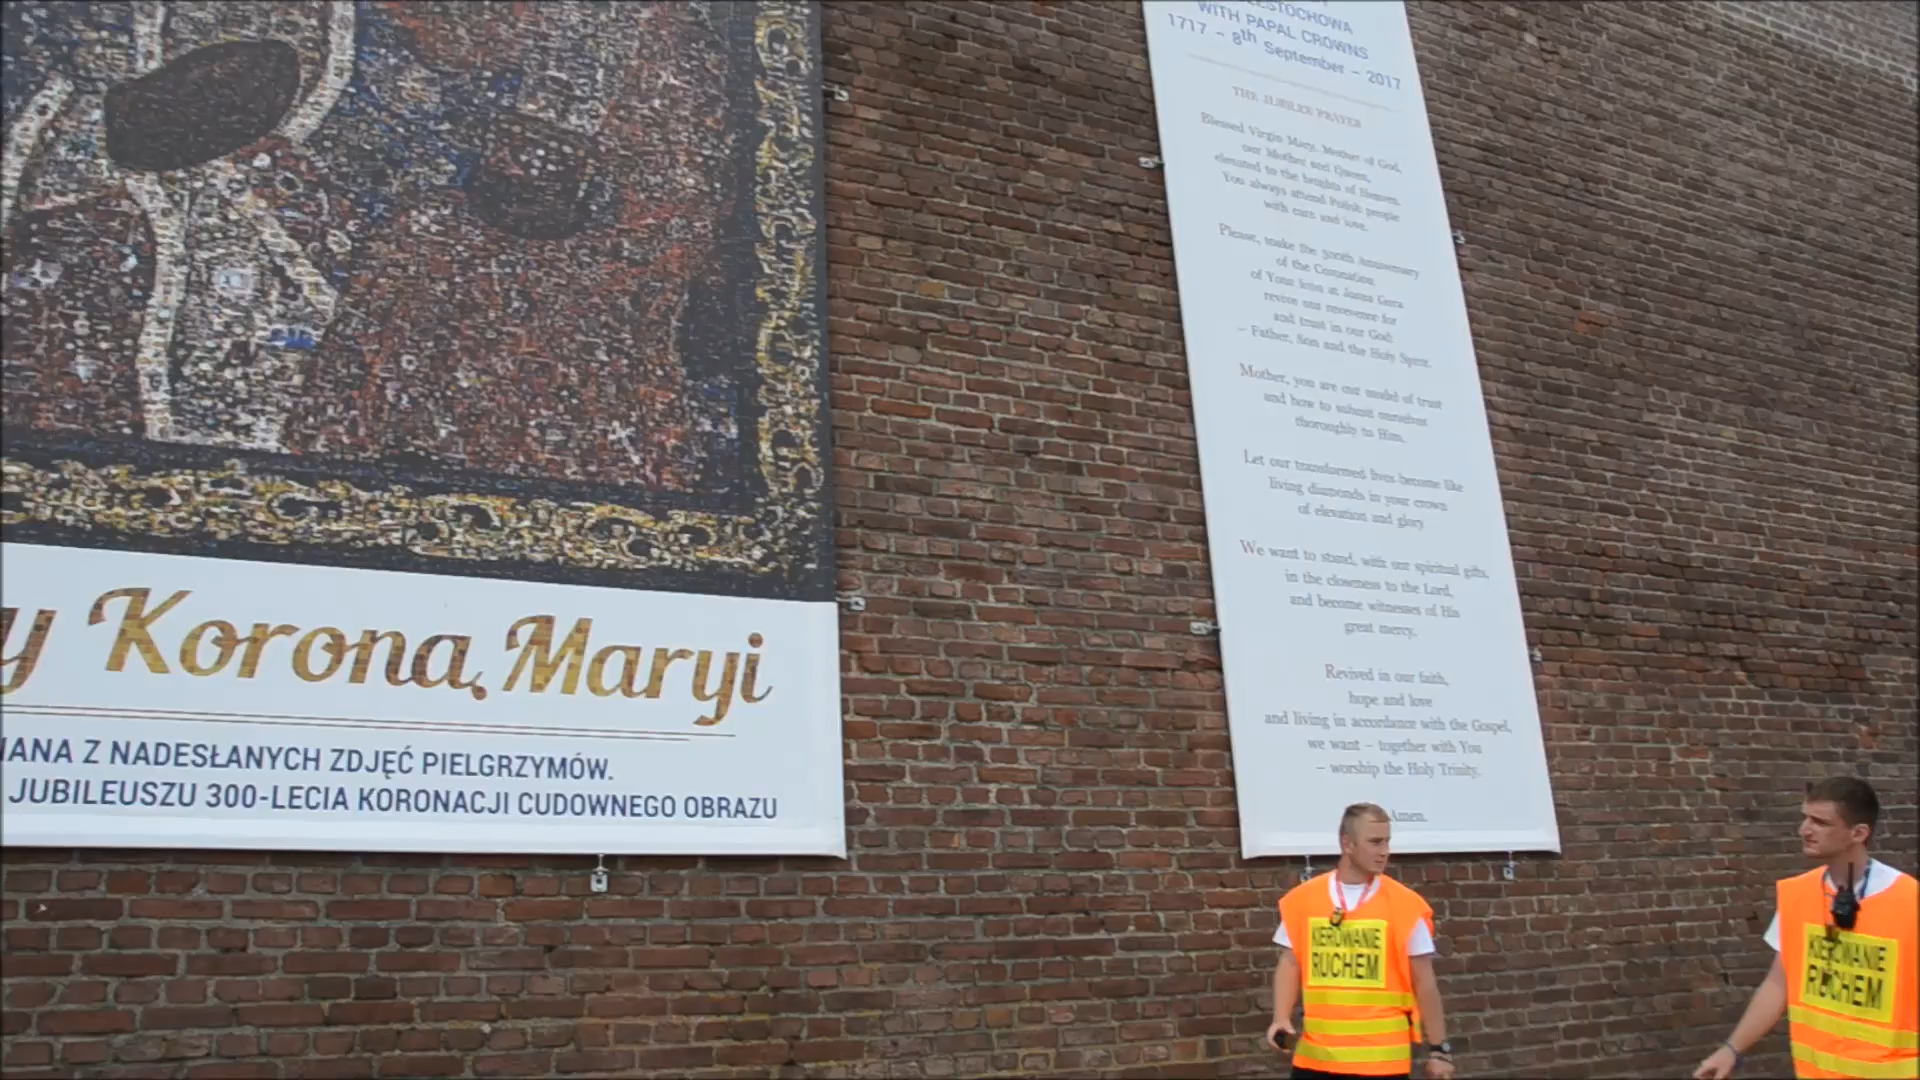 y Korona Maryi
ANA Z NADESŁANYCH ZDJĘĆ PIELGRZYMÓW.
JUBILEUSZU 300-LECIA KORONACJI CUDOWNEGO OBRAZU
WITH PAPAL CROWNS
1717 – 8th September – 2017
THE JUBILEE PRAYER
Blessed Virgin Mary, Mother of God,
our Mother and Queen,
elevated to the heights of Heaven.
You always attend Polish people
with care and love.
Please, make the 300th Anniversary
of the Coronation
of Your Icon at Jasna Gora
revive our reverence for
and trust in our God:
– Father, Son and the Holy Spirit.
Mother, you are our model of trust
and how to submit ourselves
thoroughly to Him.
Let our transformed lives become like
living diamonds in your crown
of elevation and glory
We want to stand, with our spiritual gifts,
in the closeness to the Lord,
and become witnesses of His
great mercy.
Revived in our faith,
hope and love
and living in accordance with the Gospel,
we want – together with You
– worship the Holy Trinity.
Amen.
KIEROWANIE
RUCHEM
KIEROWANIE
RUCHEM